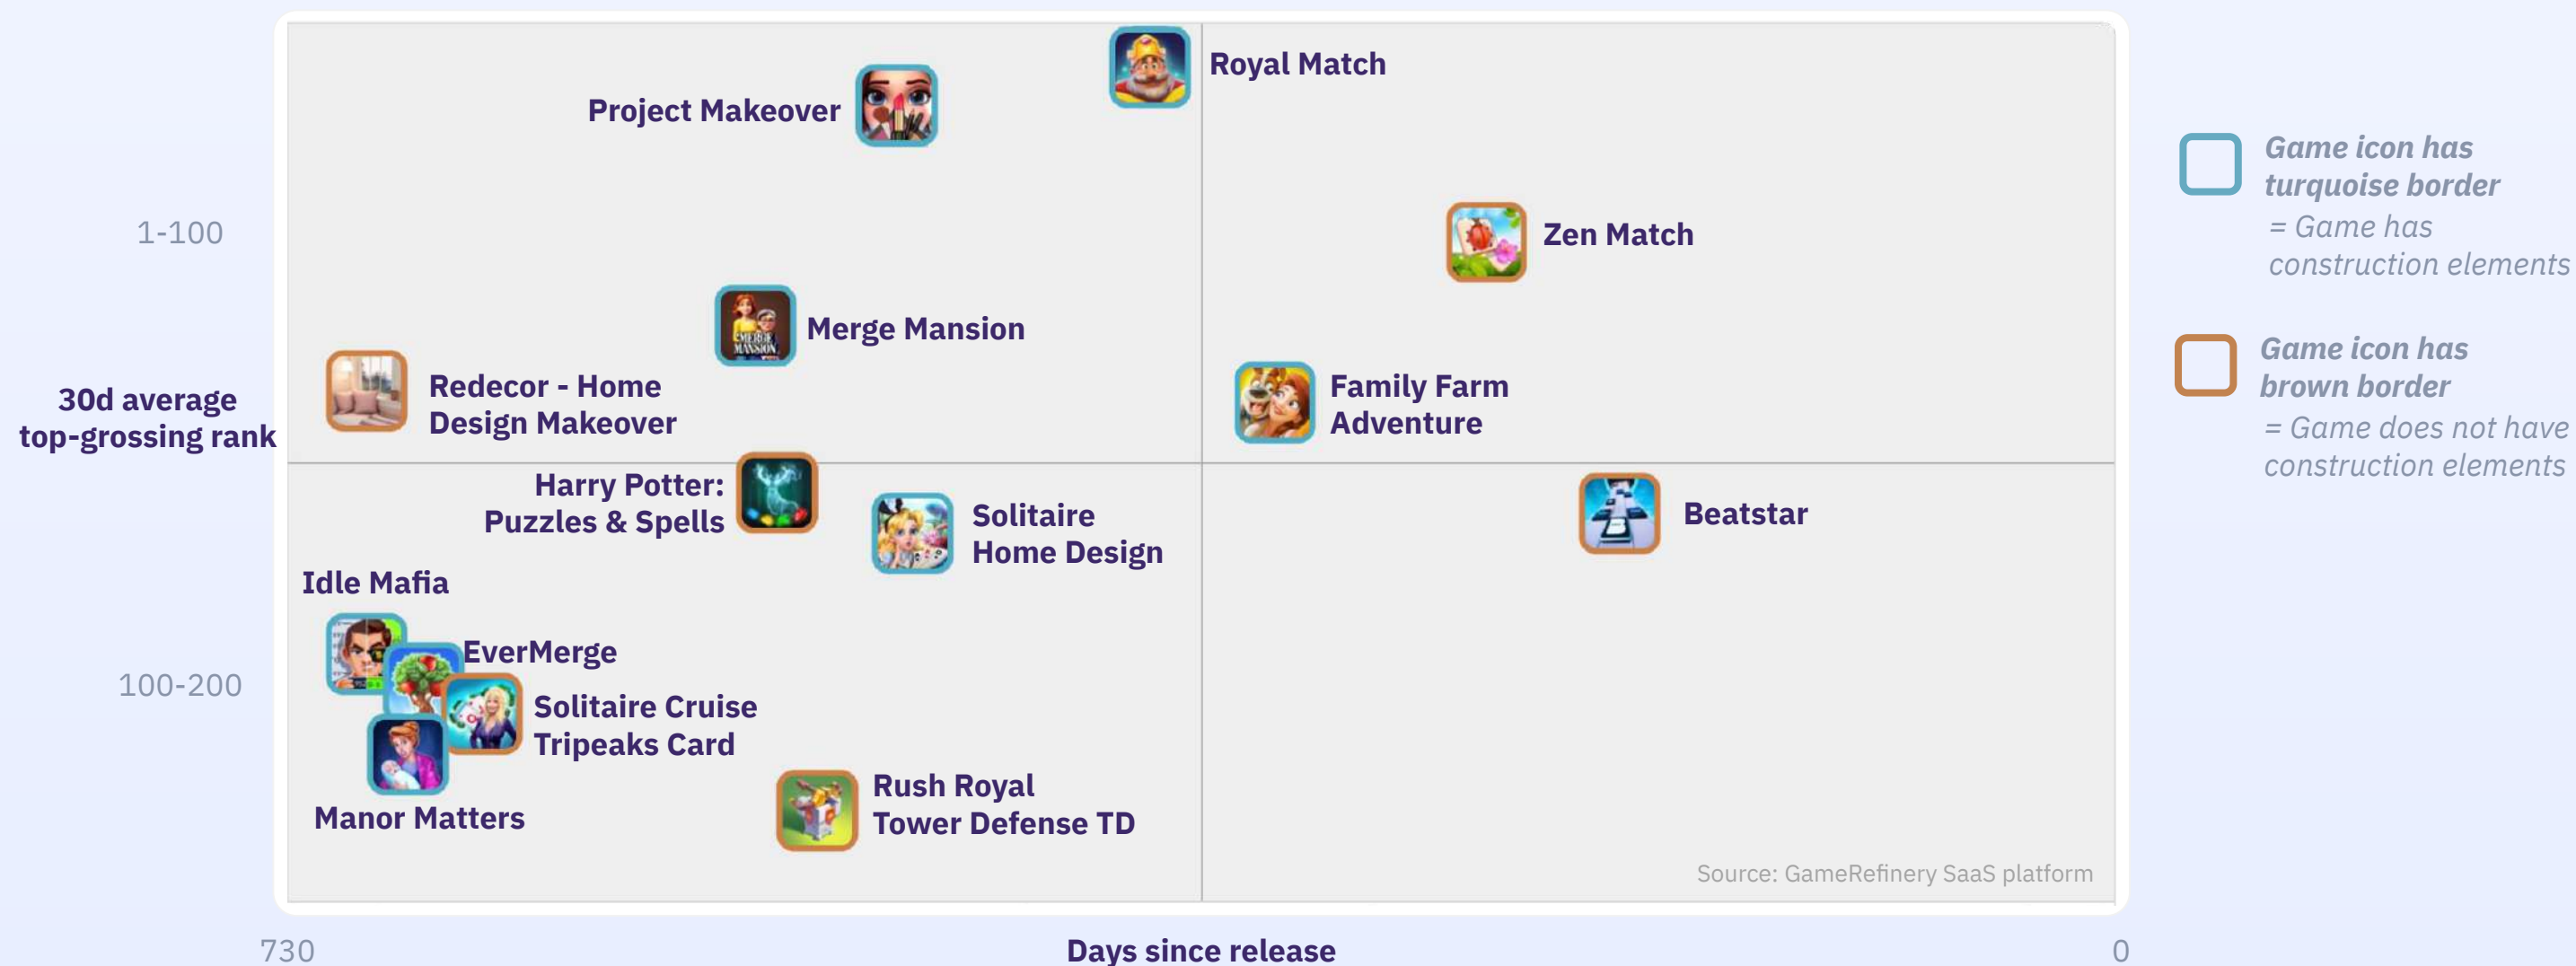 Royal Match
Project Makeover
1-100
Zen Match
Merge Mansion
Redecor - Home
Design Makeover
Family Farm
Adventure
30d average
top-grossing rank
Harry Potter:
Puzzles & Spells
Solitaire
Home Design
Beatstar
Idle Mafia
EverMerge
100-200
Solitaire Cruise
Tripeaks Card
Manor Matters
Rush Royal
Tower Defense TD
Source: GameRefinery SaaS platform
730
Days since release
0
Game icon has
turquoise border
= Game has
construction elements
Game icon has
brown border
= Game does not have
construction elements
MERGE
MANSION